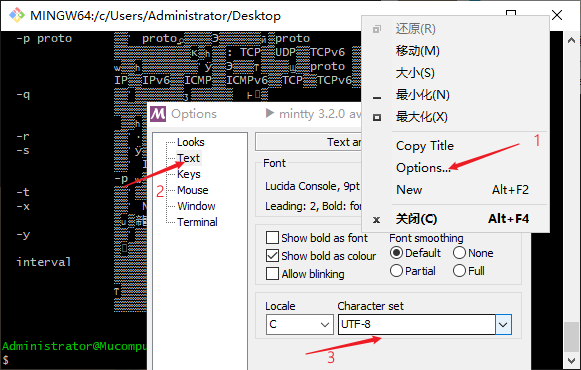 MINGW64:/c/Users/Administrator/Desktop
-p proto
proto
TCP UDP TCPv6
proto
IP IPv6 ICMP ICMPv6 TCP TCPv6
-q
-r
-s
-p
-t
-x
-y
interval
Administrator@Mucompu
$
还原(R)
移动(M)
大小(S)
最小化(N)
最大化(X)
Copy Title
Options...
New Alt+F2
关闭(C) Alt+F4
1
Options
mintty 3.2.0 av
Looks
Text
Keys
Mouse
Window
Terminal
2
Text an
Font
Lucida Console, 9pt
Leading: 2, Bold: fon
Show bold as font
Show bold as colour
Allow blinking
Font smoothing
Default
None
Partial
Full
Locale
Character set
C
UTF-8
3